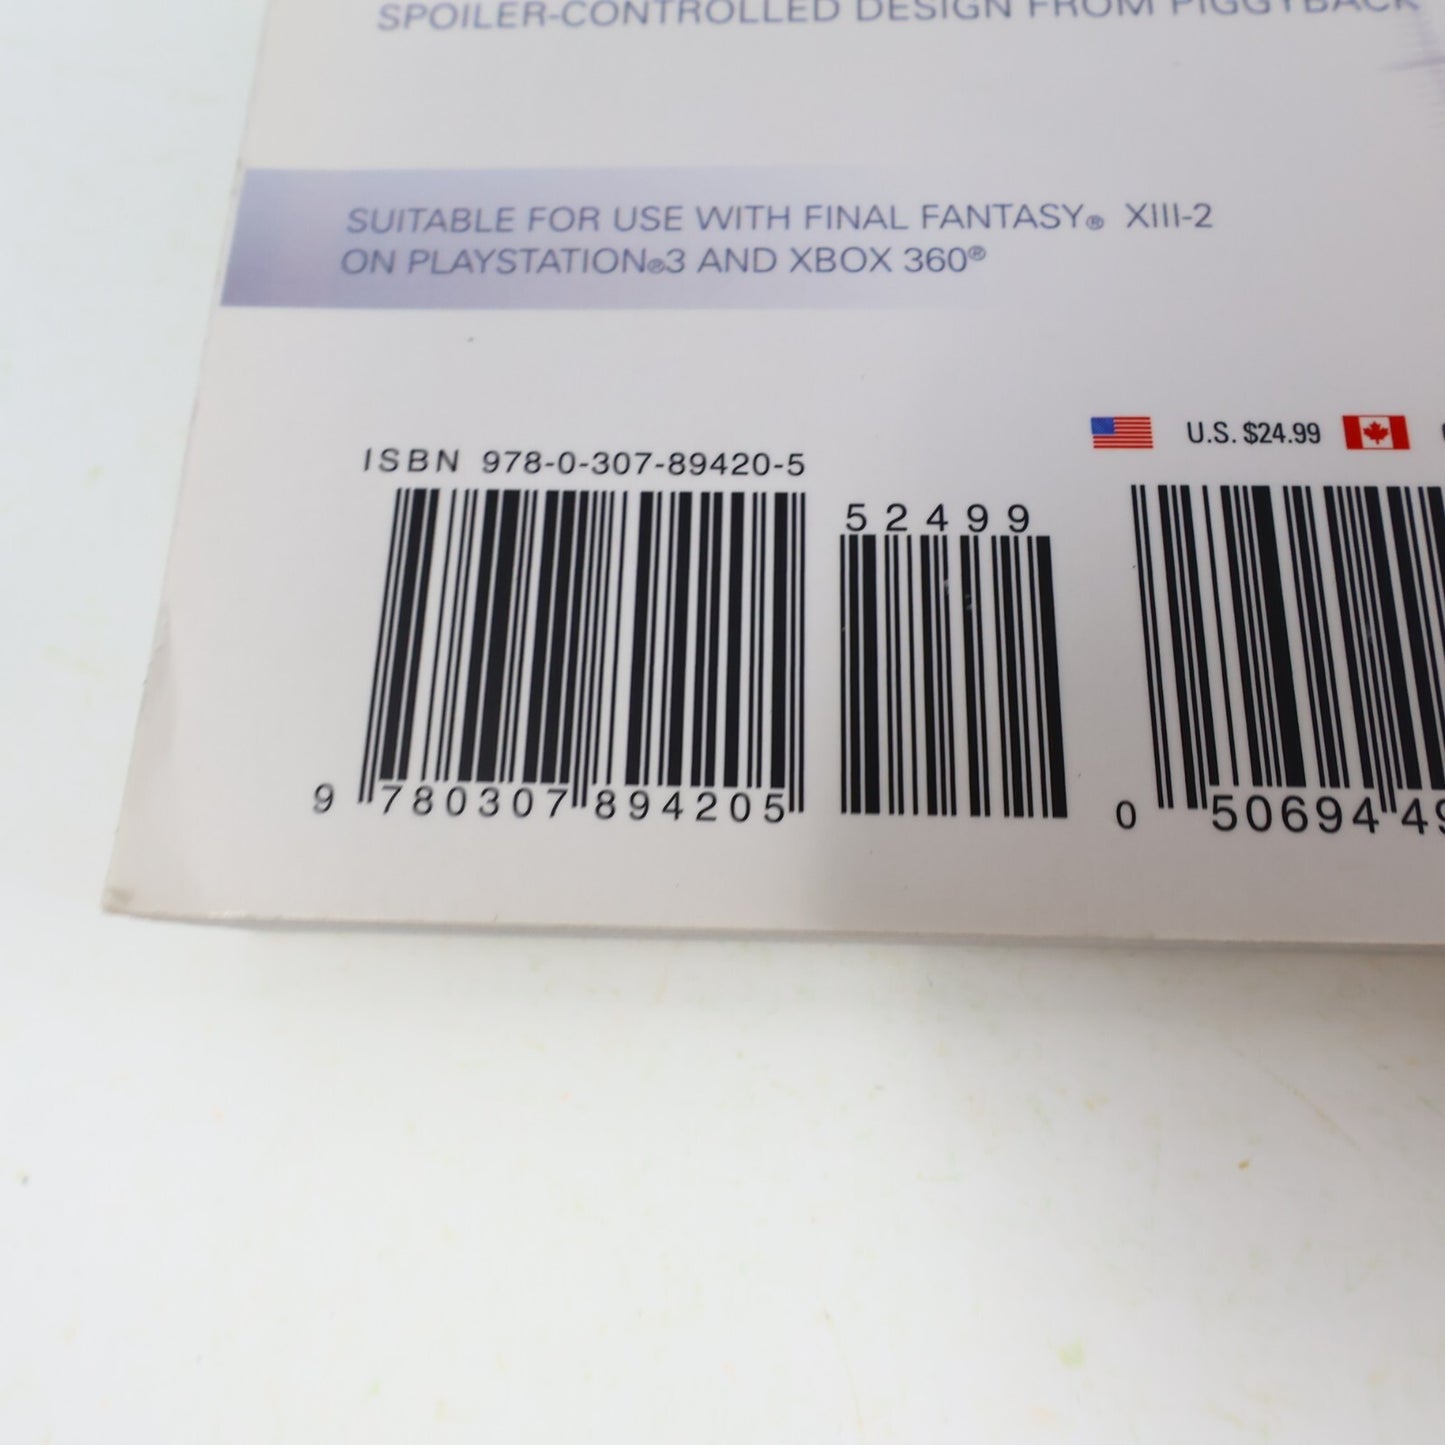 SPOILER-CONTROLLED DESIGN FROM PIGGYBACK
SUITABLE FOR USE WITH FINAL FANTASY® XIII-2
ON PLAYSTATION®3 AND XBOX 360®
U.S. $24.99
ISBN 978-0-307-89420-5
52499
9 780307 894205
0 50694 49